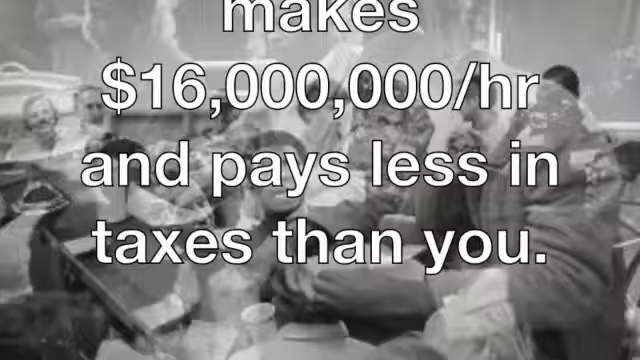 makes
$16,000,000/hr
and pays less in
taxes than you.